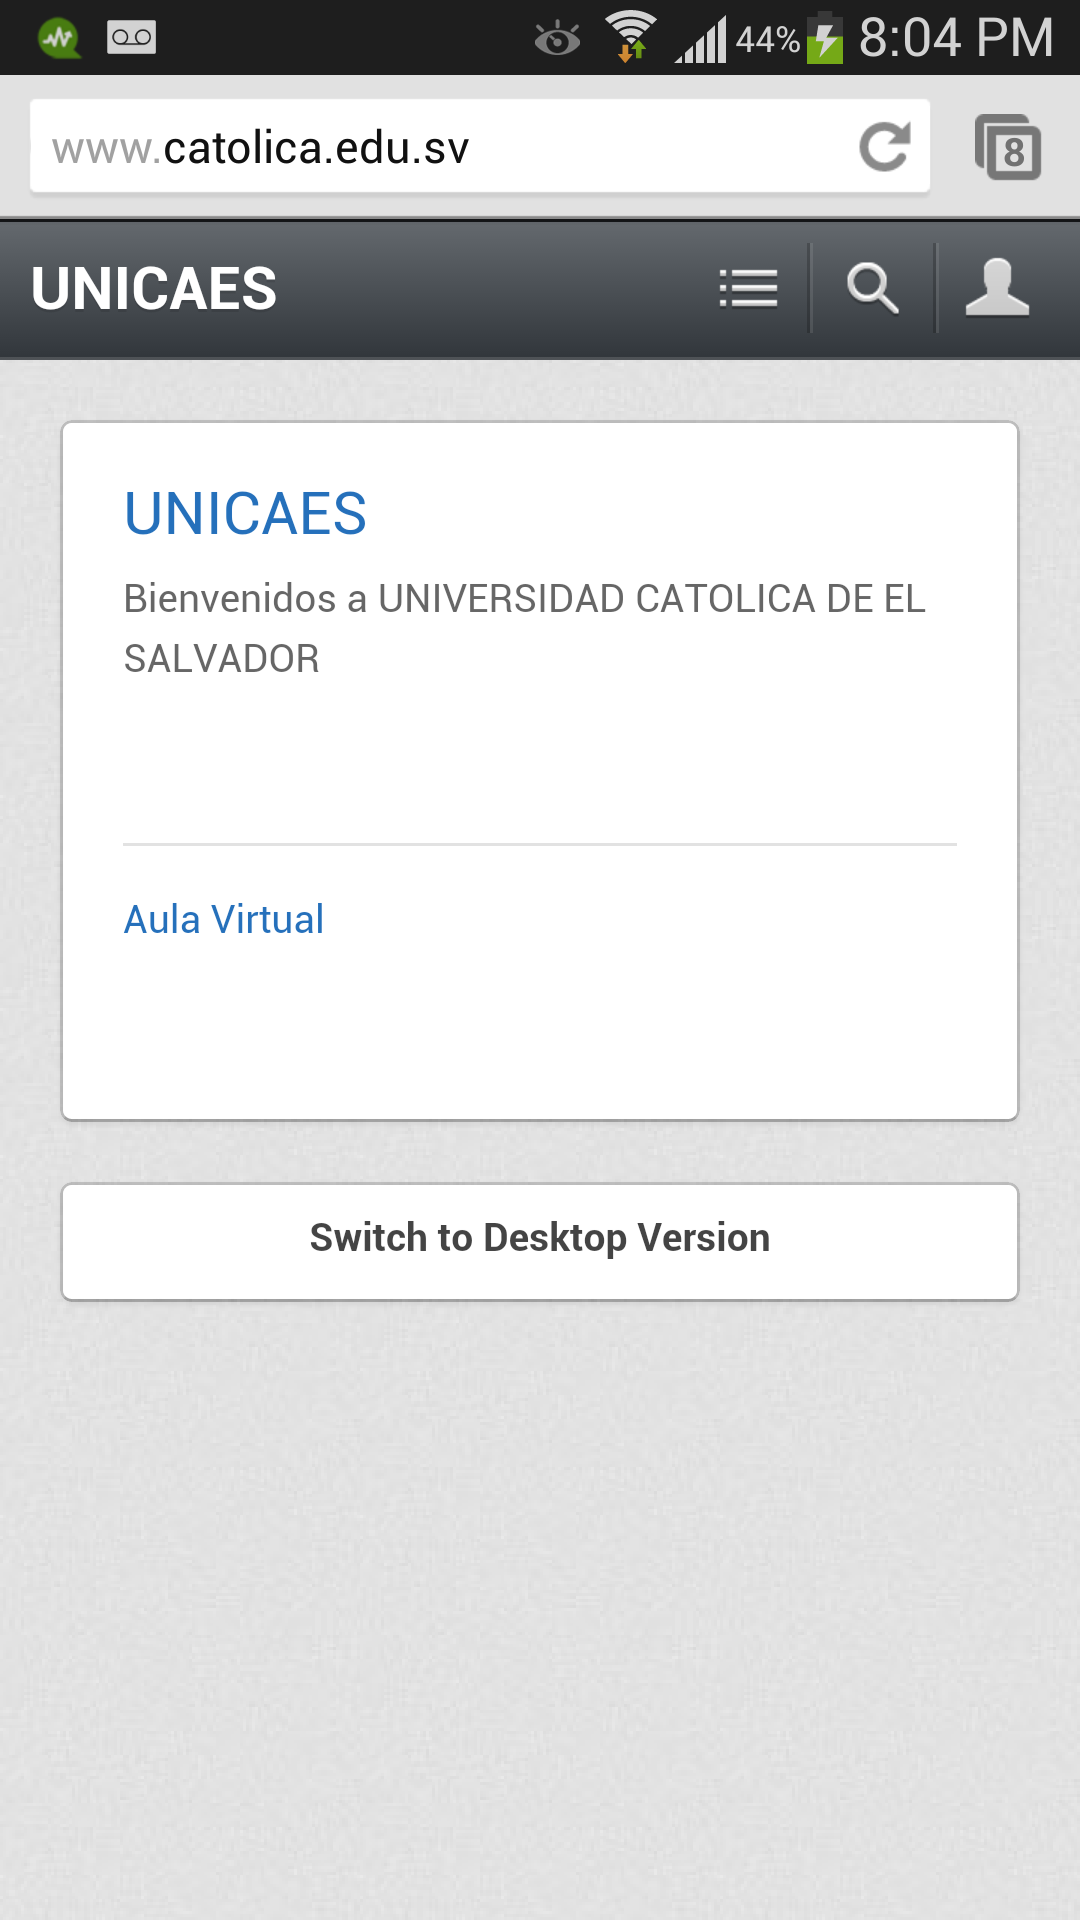 44% 8:04 PM
www.catolica.edu.sv
8
UNICAES
UNICAES
Bienvenidos a UNIVERSIDAD CATOLICA DE EL
SALVADOR
Aula Virtual
Switch to Desktop Version